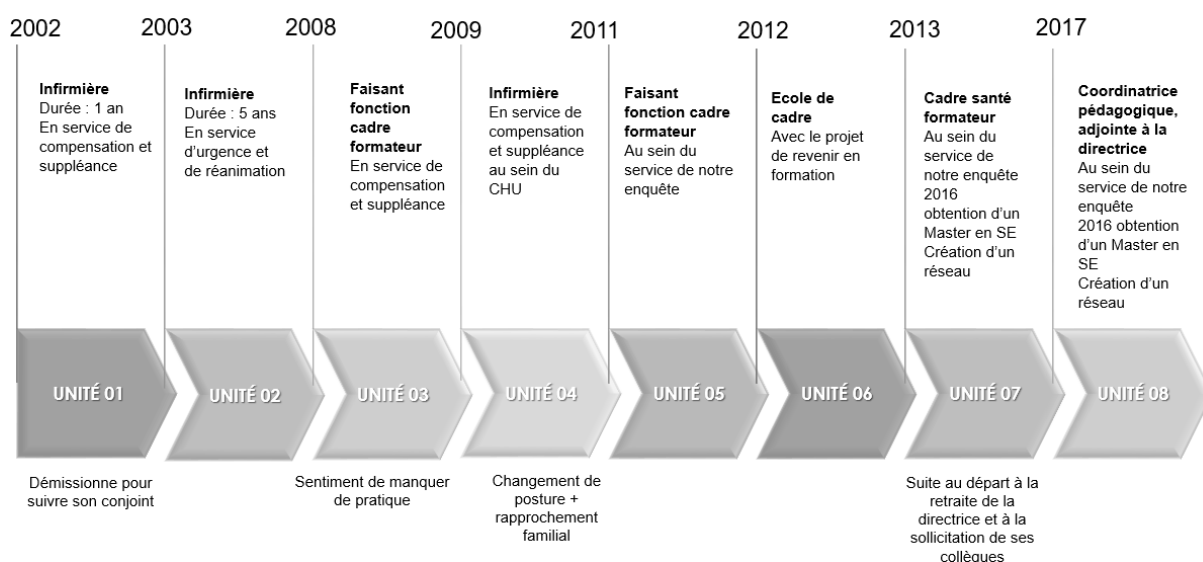 2002
2003
2008
2009
2011
2012
2013
2017
Infirmière
Durée : 1 an
En service de
compensation et
suppléance
Infirmière
Durée : 5 ans
En service
d’urgence et
de réanimation
Faisant
fonction
cadre
formateur
En service de
compensation
et suppléance
Infirmière
En service de
compensation
et suppléance
au sein du
CHU
Faisant
fonction cadre
formateur
Au sein du
service de notre
enquête
Ecole de
cadre
Avec le projet
de revenir en
formation
Cadre santé
formateur
Au sein du
service de
notre enquête
2016
obtention d’un
Master en SE
Création d’un
réseau
Coordinatrice
pédagogique,
adjointe à la
directrice
Au sein du
service de notre
enquête
2016 obtention
d’un Master en
SE
Création d’un
réseau
UNITÉ 01
UNITÉ 02
UNITÉ 03
UNITÉ 04
UNITÉ 05
UNITÉ 06
UNITÉ 07
UNITÉ 08
Démissionne pour
suivre son conjoint
Sentiment de manquer
de pratique
Changement de
posture +
rapprochement
familial
Suite au départ à la
retraite de la
directrice et à la
sollicitation de ses
collègues